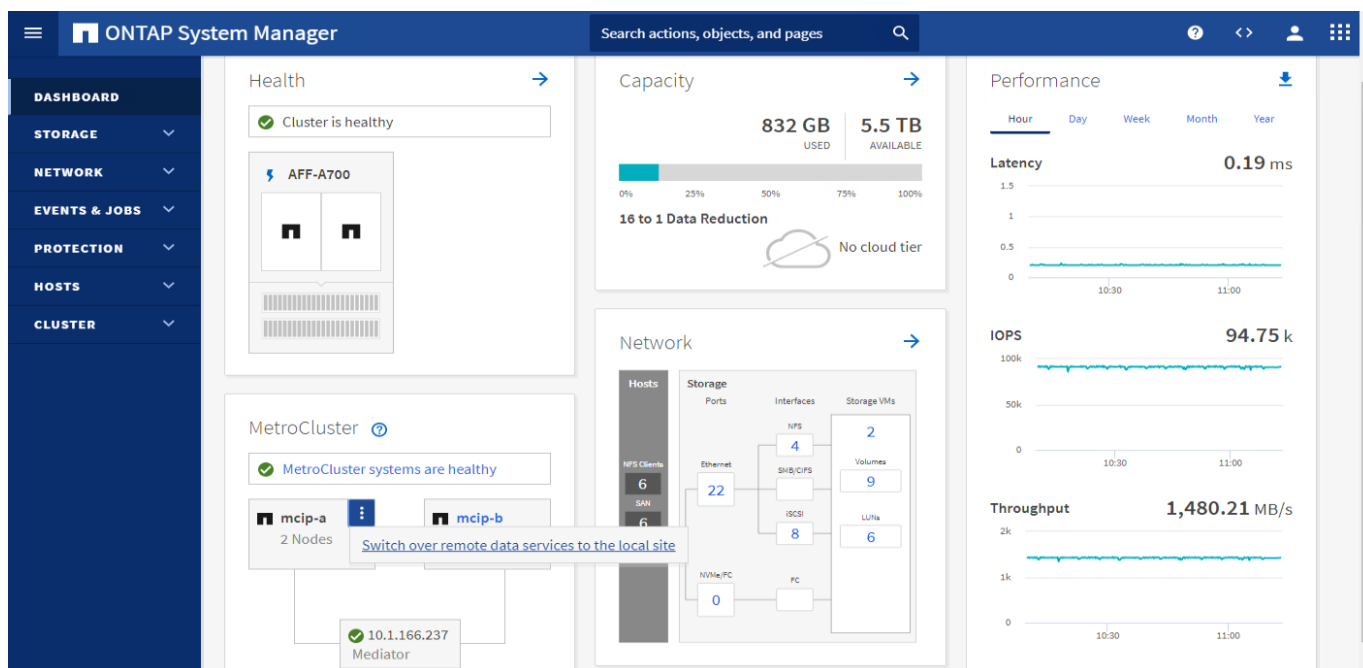 ONTAP System Manager
Search actions, objects, and pages
DASHBOARD
STORAGE
NETWORK
EVENTS & JOBS
PROTECTION
HOSTS
CLUSTER
Health
Cluster is healthy
AFF-A700
MetroCluster
MetroCluster systems are healthy
mcip-a
2 Nodes
mcip-b
Switch over remote data services to the local site
10.1.166.237
Mediator
Capacity
832 GB
USED
5.5 TB
AVAILABLE
0% 25% 50% 75% 100%
16 to 1 Data Reduction
No cloud tier
Network
Hosts
NFS Clients
6
SAN
6
Storage
Ports Interfaces Storage VMs
Ethernet
22
NVMe/FC
0
NFS
4
SMB/CIFS
iSCSI
8
FC
2
Volumes
9
LUNs
6
Performance
Hour Day Week Month Year
Latency 0.19 ms
1.5
1
0.5
0
10:30 11:00
IOPS 94.75 k
100k
50k
0
10:30 11:00
Throughput 1,480.21 MB/s
2k
1k
0
10:30 11:00